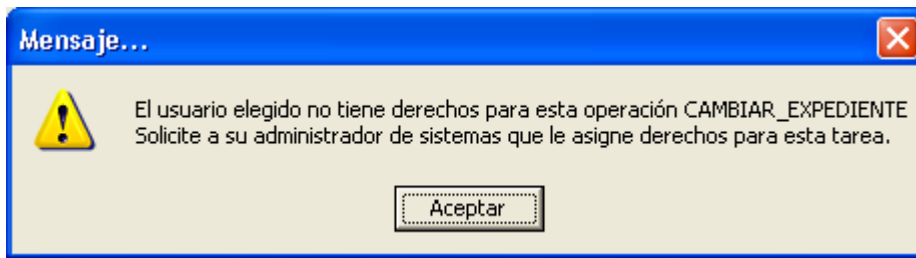 Mensaje...
El usuario elegido no tiene derechos para esta operación CAMBIAR_EXPEDIENTE
Solicite a su administrador de sistemas que le asigne derechos para esta tarea.
Aceptar